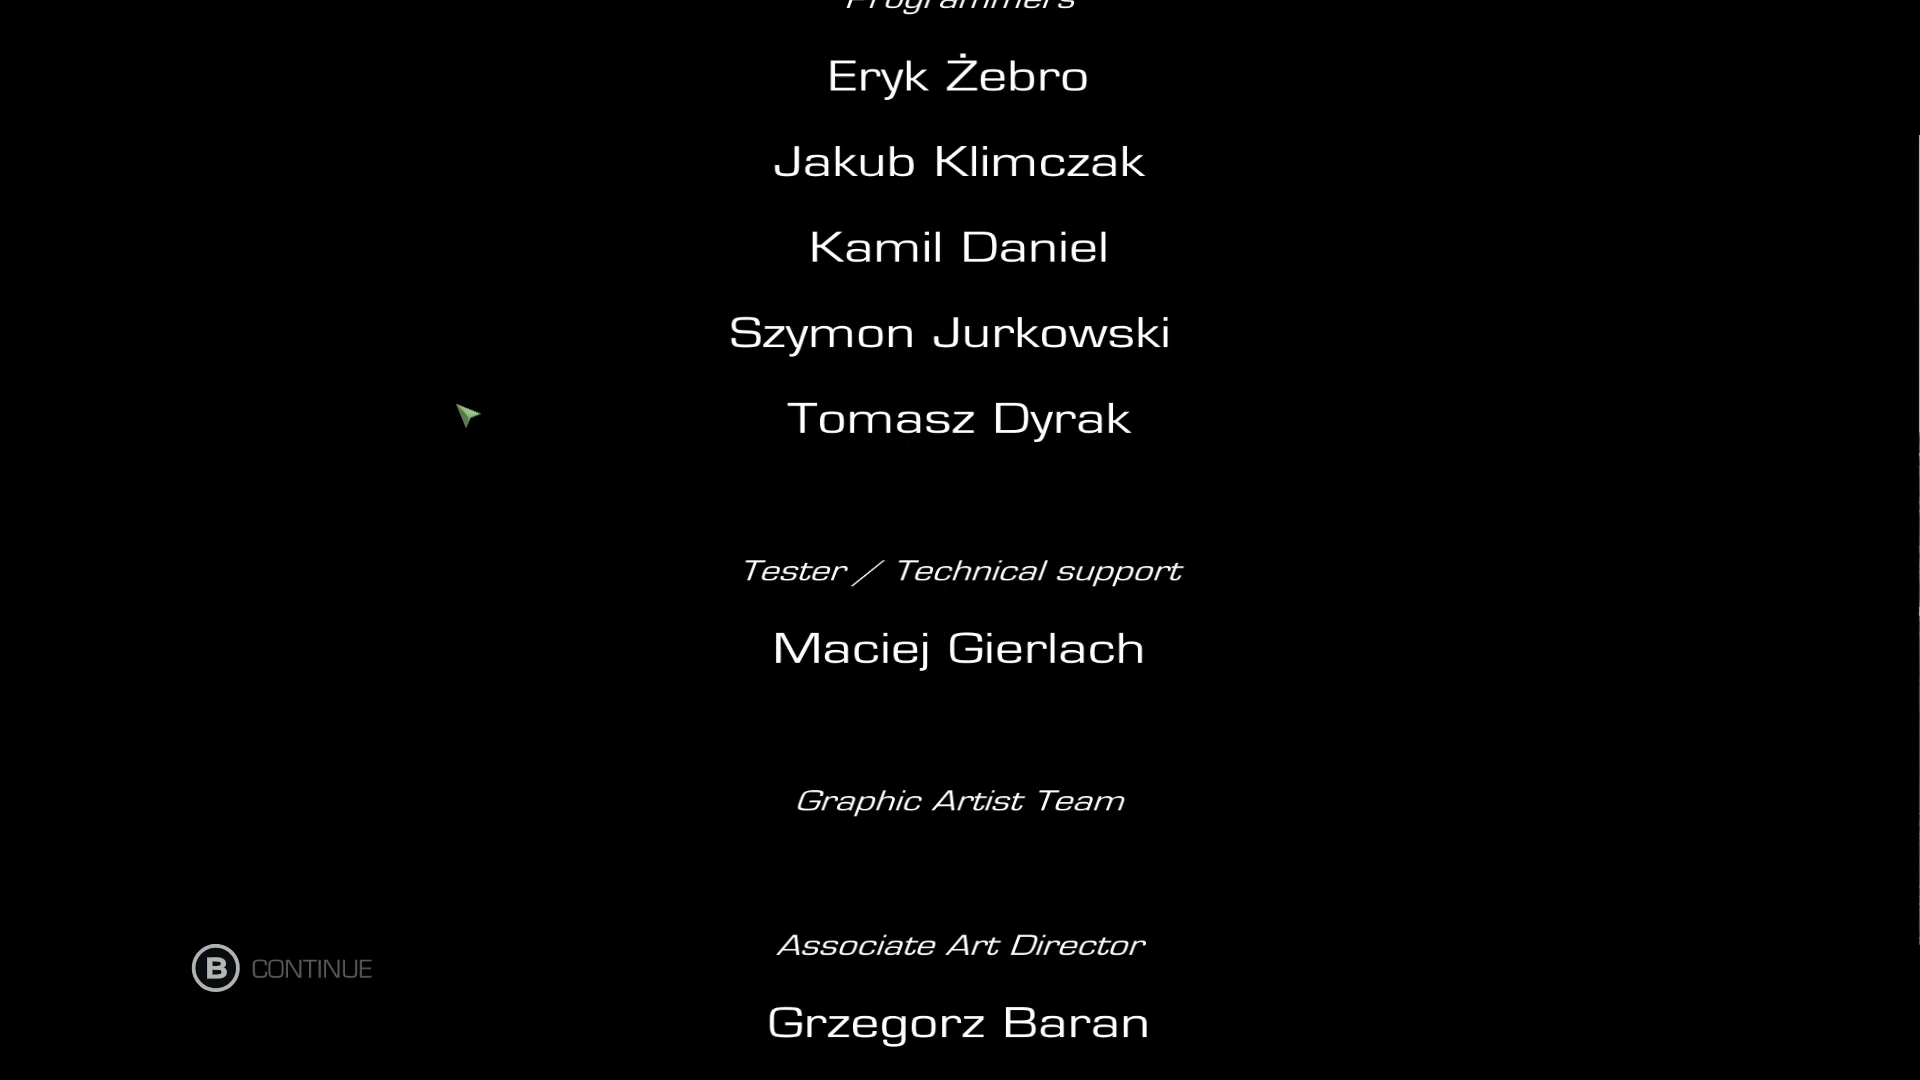 Programmers
Eryk Żebro
Jakub Klimczak
Kamil Daniel
Szymon Jurkowski
Tomasz Dyrak
Tester / Technical support
Maciej Gierlach
Graphic Artist Team
Associate Art Director
B CONTINUE
Grzegorz Baran